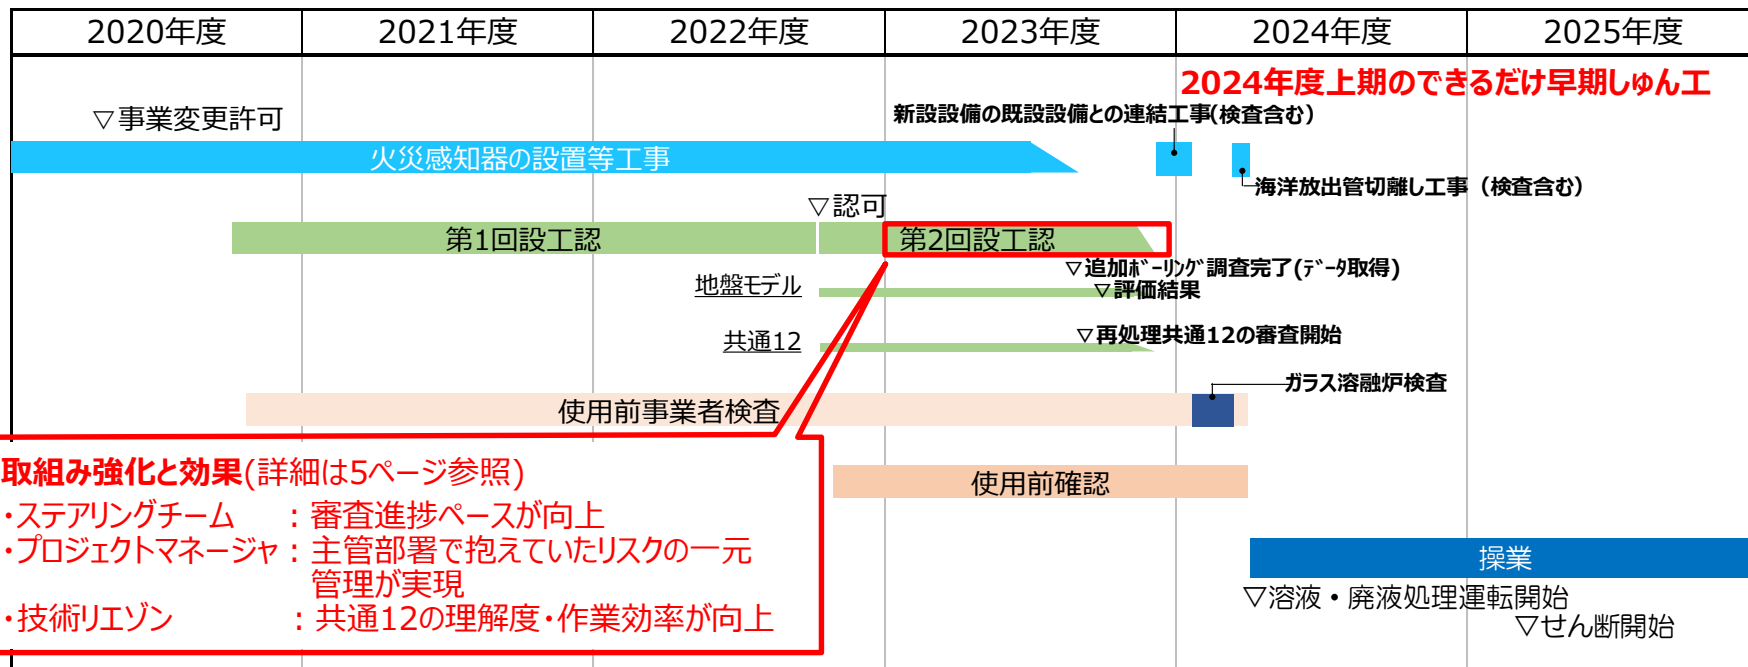 2020年度 2021年度 2022年度 2023年度 2024年度 2025年度
2024年度上期のできるだけ早期しゅん工
▽事業変更許可
新設設備の既設設備との連結工事(検査含む)
火災感知器の設置等工事
海洋放出管切離し工事（検査含む）
▽認可
第1回設工認
第2回設工認
▽追加ﾎﾞｰﾘﾝｸﾞ調査完了(ﾃﾞｰﾀ取得)
地盤モデル
▽評価結果
共通12
▽再処理共通12の審査開始
ガラス溶融炉検査
使用前事業者検査
取組み強化と効果(詳細は5ページ参照)
・ステアリングチーム ：審査進捗ペースが向上
・プロジェクトマネージャ：主管部署で抱えていたリスクの一元
管理が実現
・技術リエゾン ：共通12の理解度・作業効率が向上
使用前確認
操業
▽溶液・廃液処理運転開始
▽せん断開始